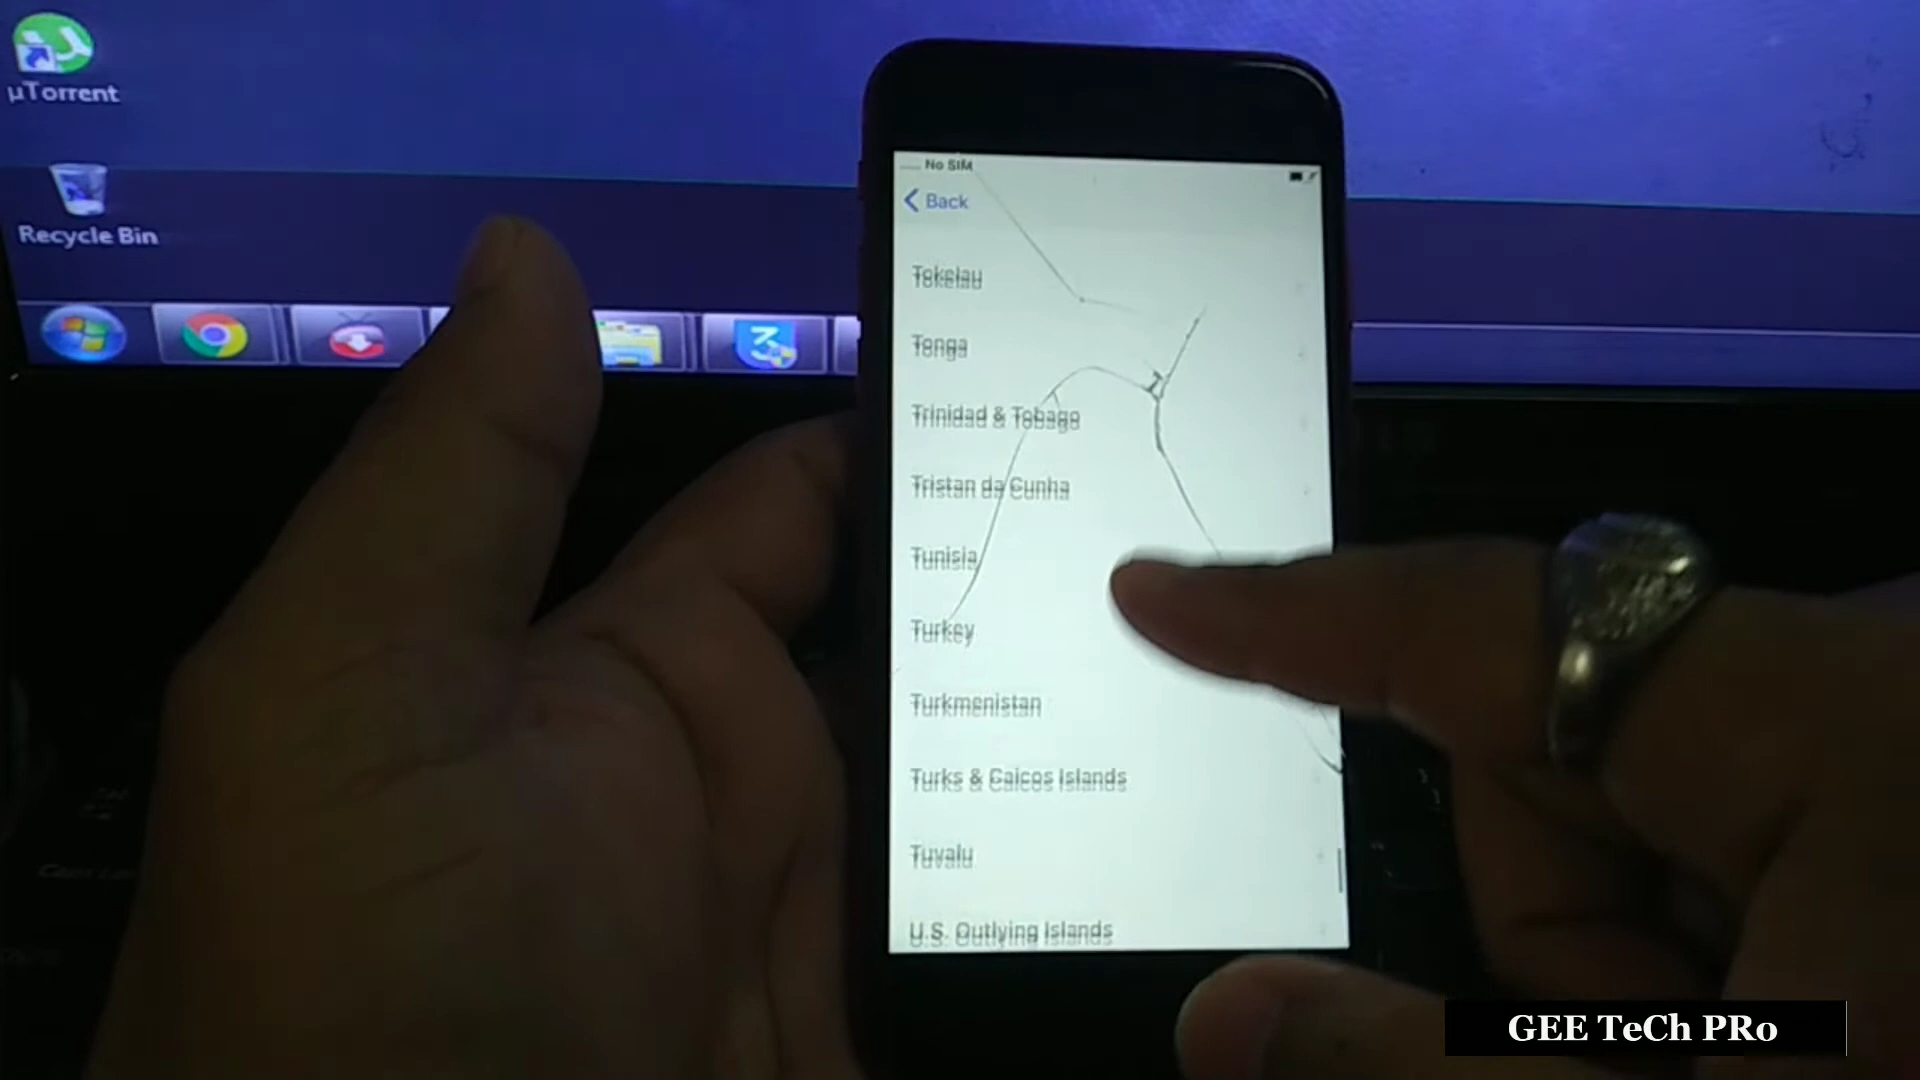 µTorrent
Recycle Bin
No SIM
Back
Tokelau
Tonga
Trinidad & Tobago
Tristan da Cunha
Tunisia
Turkey
Turkmenistan
Turks & Caicos Islands
Tuvalu
U.S. Outlying Islands
GEE TeCh PRo